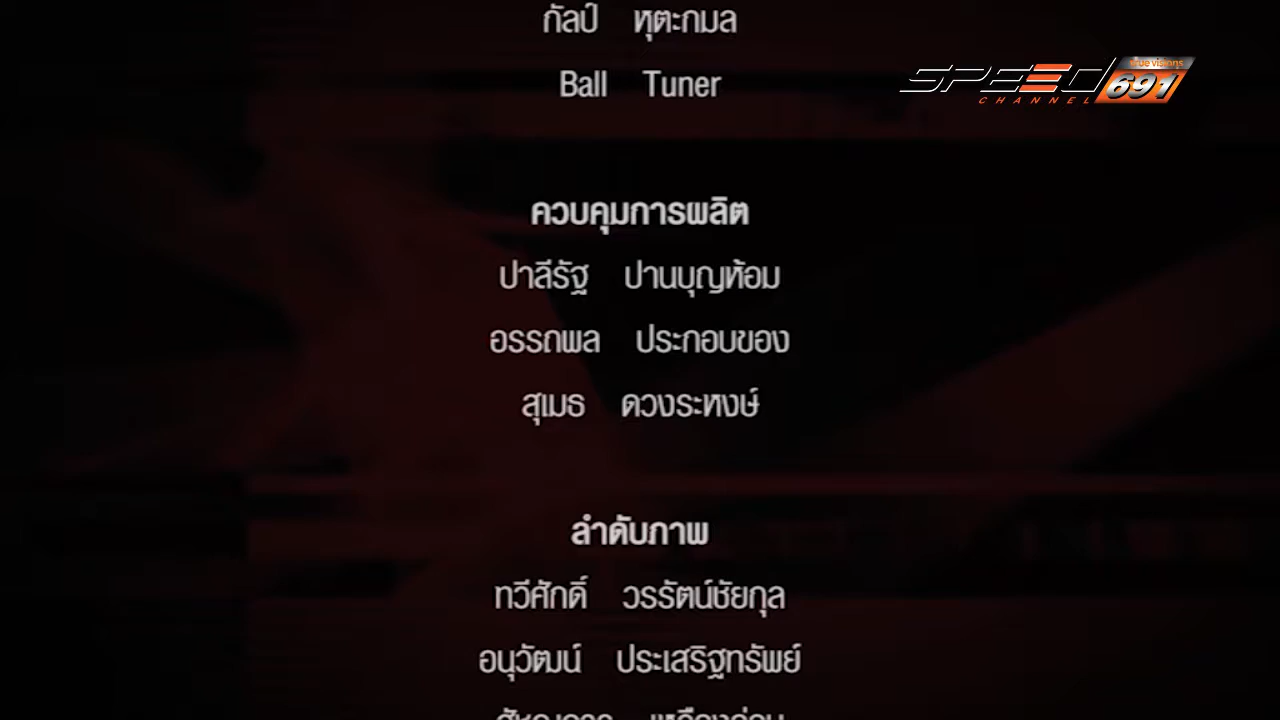 กัลป์ หุตะกมล
Ball Tuner
SPEED
CHANNEL
true visions
691
ควบคุมการผลิต
ปาลีรัฐ ปานบุญห้อม
อรรถพล ประกอบของ
สุเมธ ดวงระหงษ์
ลำดับภาพ
ทวีศักดิ์ วรรัตน์ชัยกุล
อนุวัฒน์ ประเสริฐทรัพย์